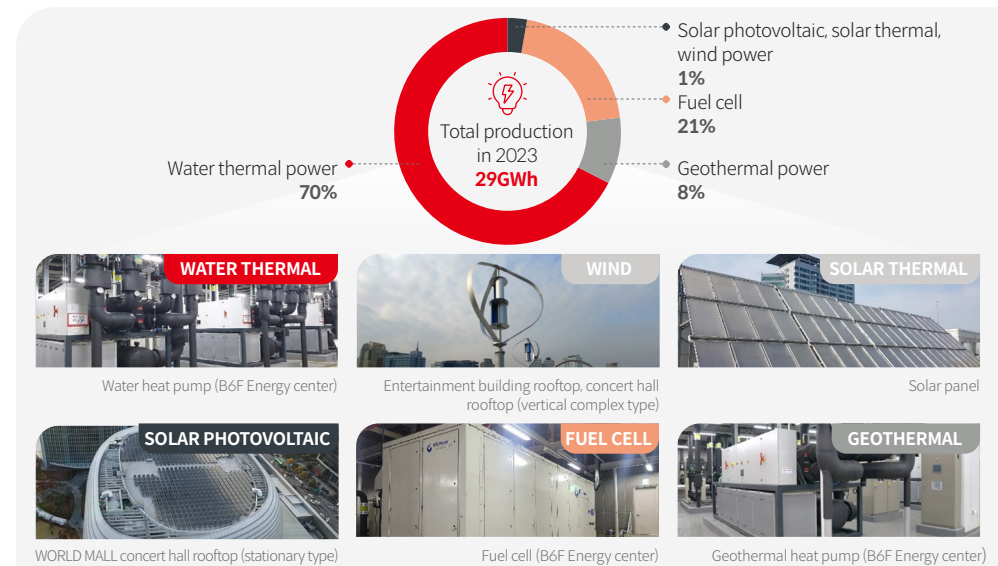 Solar photovoltaic, solar thermal,
wind power
1%
Fuel cell
21%
Total production
in 2023
29GWh
Water thermal power
70%
Geothermal power
8%
WATER THERMAL
WIND
SOLAR THERMAL
Water heat pump (B6F Energy center)
Entertainment building rooftop, concert hall
rooftop (vertical complex type)
Solar panel
SOLAR PHOTOVOLTAIC
FUEL CELL
GEOTHERMAL
WORLD MALL concert hall rooftop (stationary type)
Fuel cell (B6F Energy center)
Geothermal heat pump (B6F Energy center)